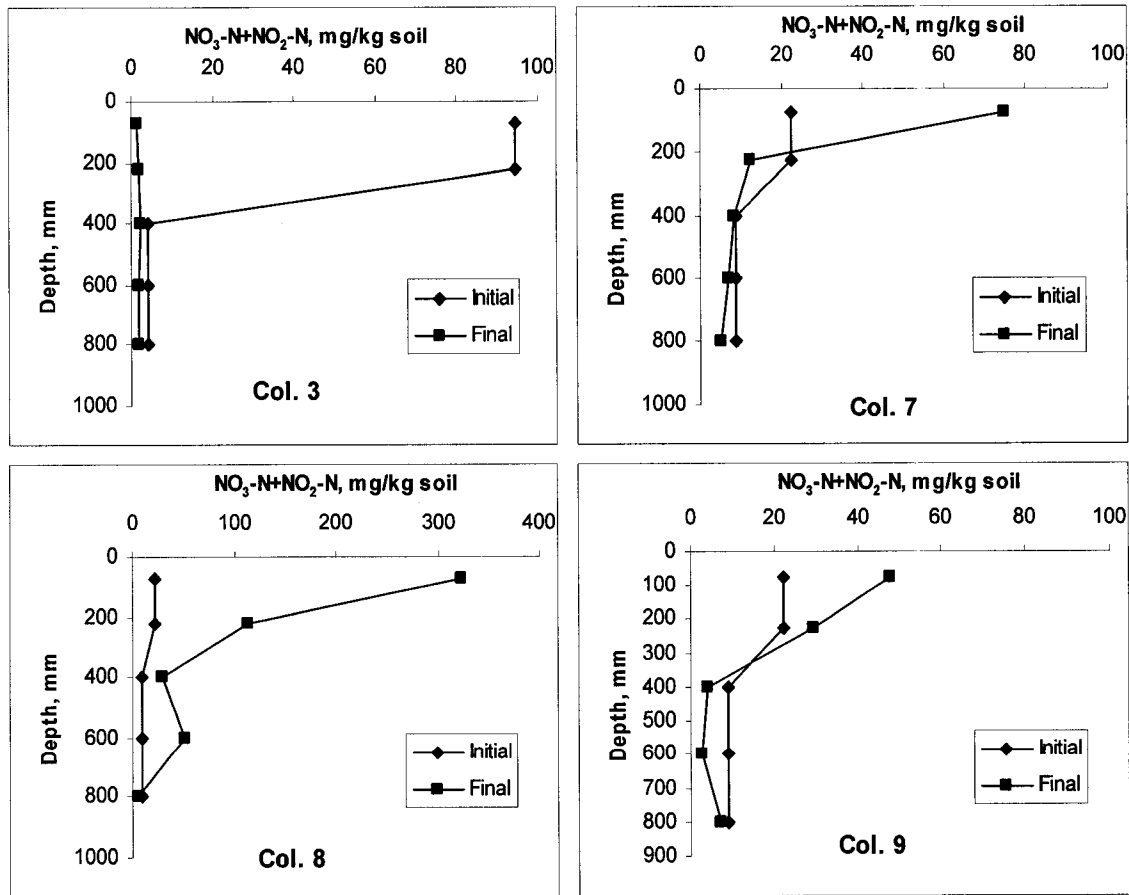 NO₃-N+NO₂-N, mg/kg soil
0 20 40 60 80 100
0
200
400
600
800
1000
Depth, mm
Initial
Final
Col. 3
NO₃-N+NO₂-N, mg/kg soil
0 20 40 60 80 100
0
200
400
600
800
1000
Depth, mm
Initial
Final
Col. 7
NO₃-N+NO₂-N, mg/kg soil
0 100 200 300 400
0
200
400
600
800
1000
Depth, mm
Initial
Final
Col. 8
NO₃-N+NO₂-N, mg/kg soil
0 20 40 60 80 100
0
100
200
300
400
500
600
700
800
900
Depth, mm
Initial
Final
Col. 9